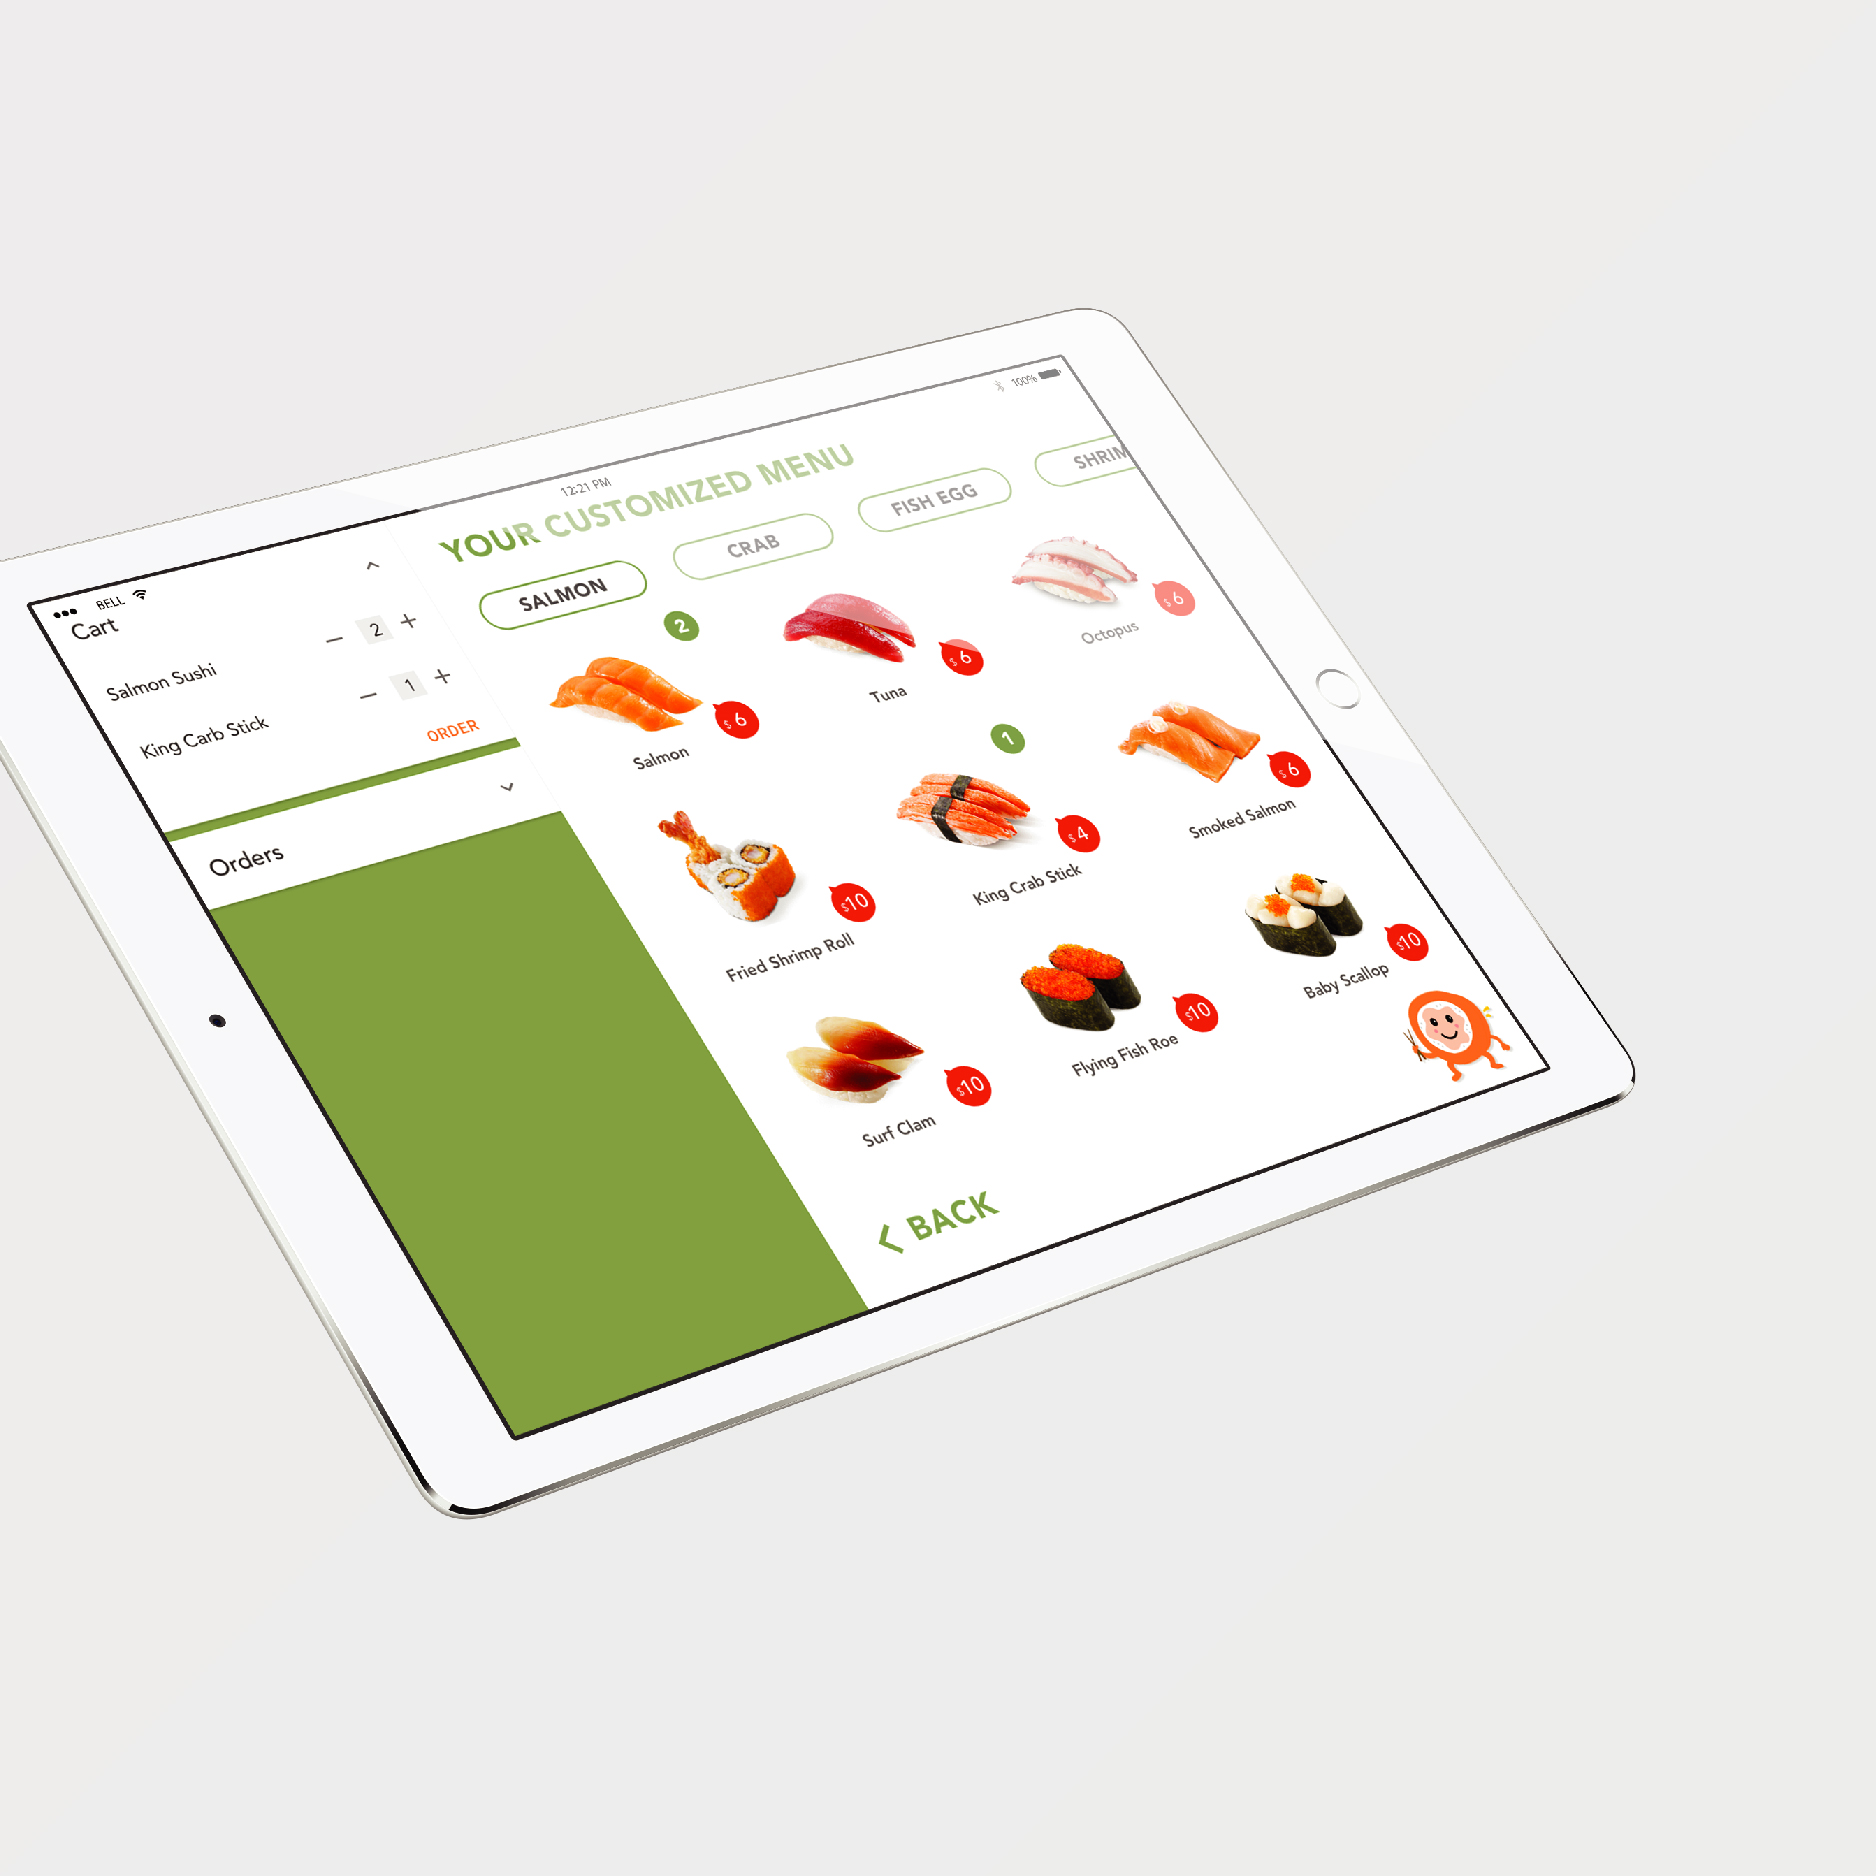 BELL
12:21 PM
100%
Cart
Salmon Sushi
2
King Carb Stick
1
ORDER
Orders
YOUR CUSTOMIZED MENU
SALMON
CRAB
FISH EGG
SHRIM
2
$6
Salmon
$6
Tuna
$6
Octopus
$10
Fried Shrimp Roll
1
$4
King Crab Stick
$6
Smoked Salmon
$10
Surf Clam
$10
Flying Fish Roe
$10
Baby Scallop
BACK